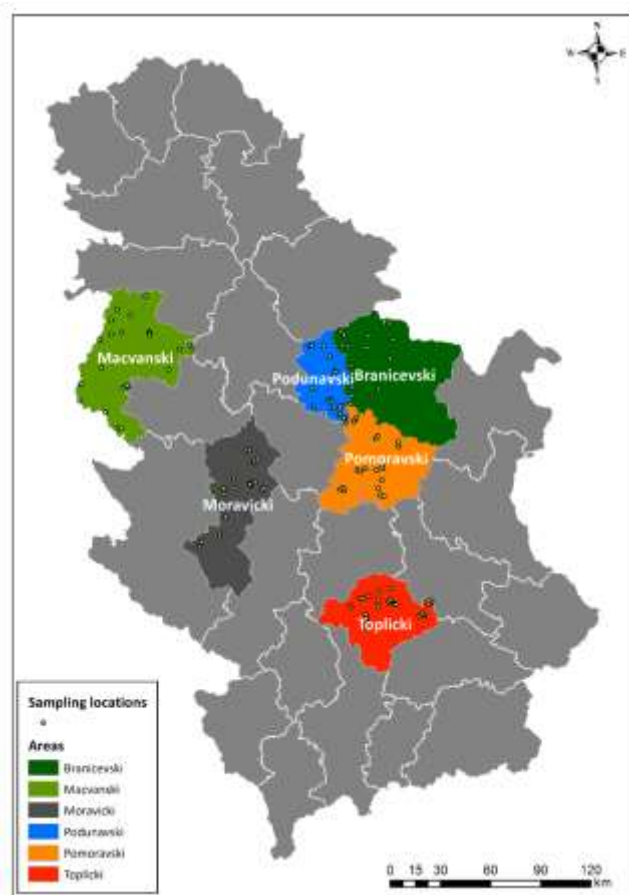 N
W E
S
Macvanski
Podunavski
Branicevski
Pomoravski
Moravicki
Toplicki
Sampling locations
Areas
Branicevski
Macvanski
Moravicki
Podunavski
Pomoravski
Toplicki
0 15 30 60 90 120
km